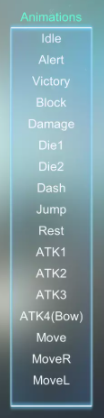 Animations
Idle
Alert
Victory
Block
Damage
Die1
Die2
Dash
Jump
Rest
ATK1
ATK2
ATK3
ATK4(Bow)
Move
MoveR
MoveL